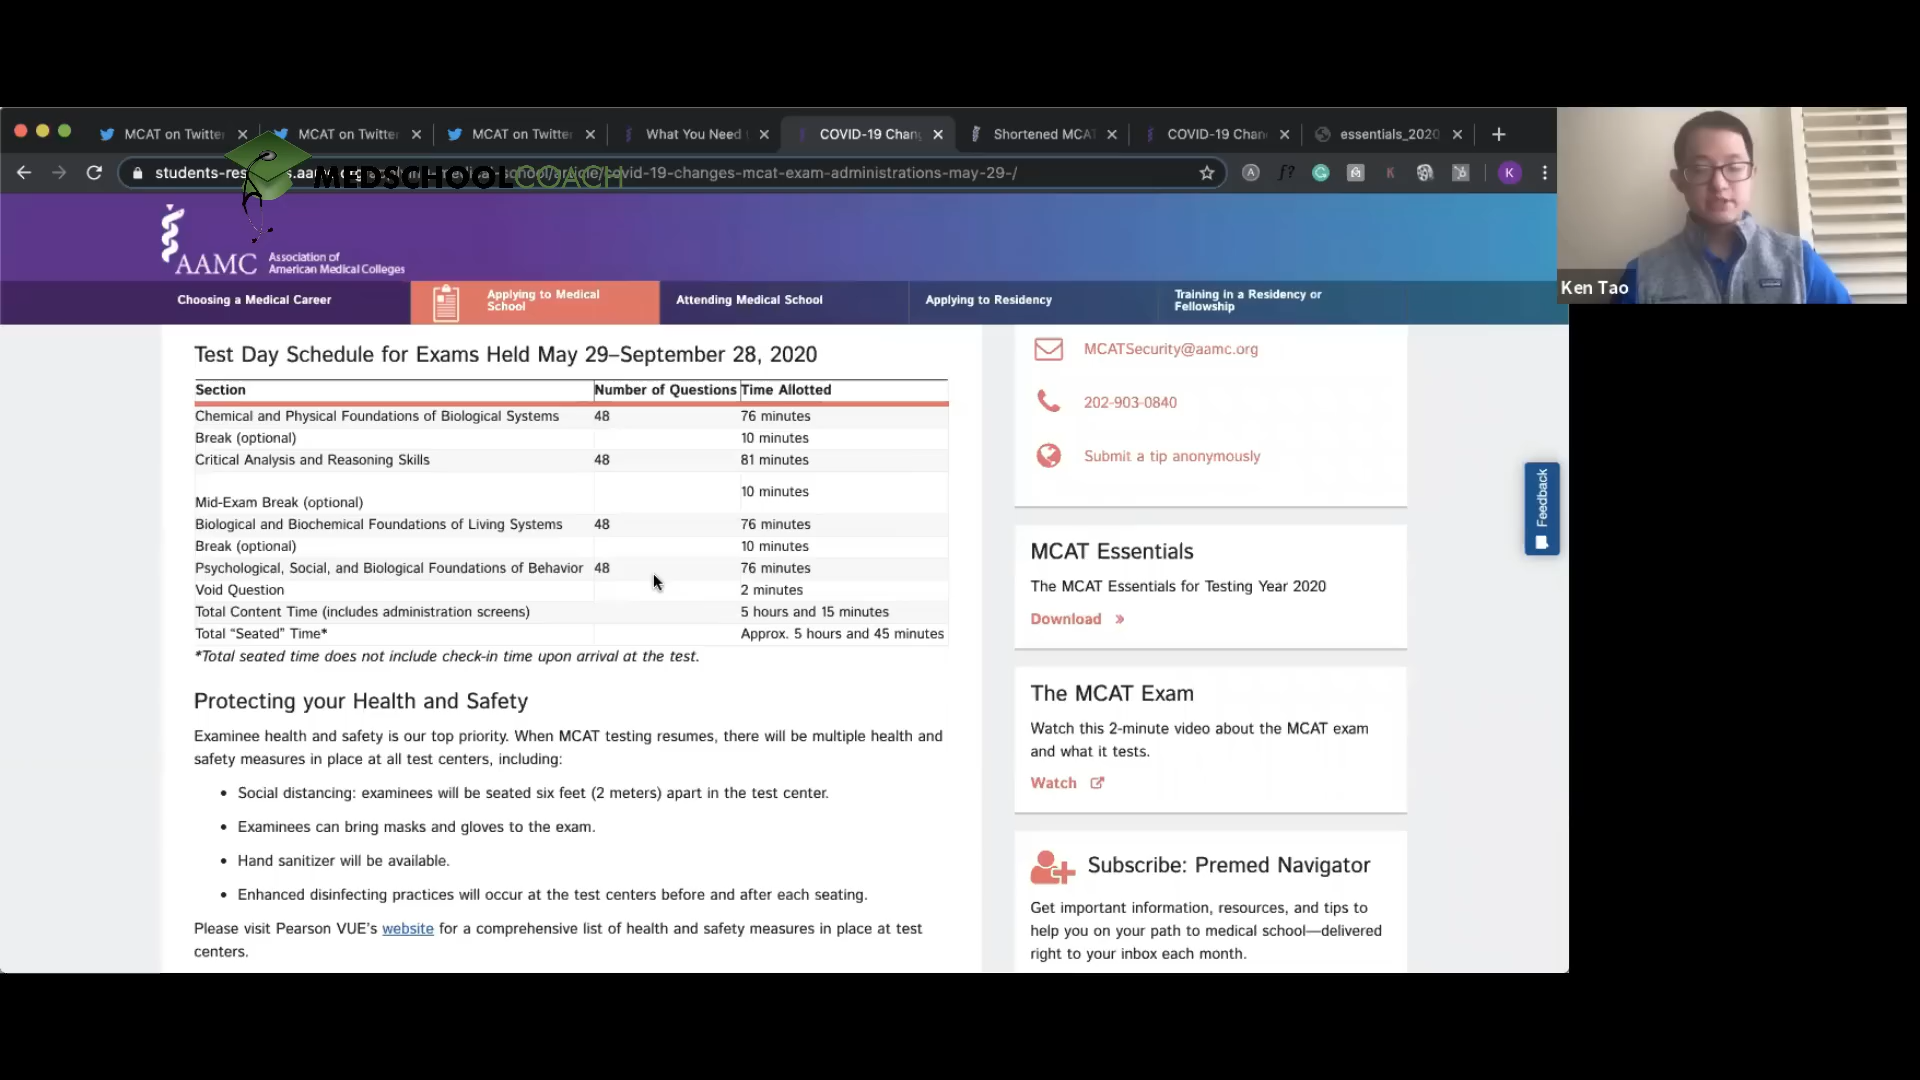 MCAT on Twitte
MCAT on Twitte
MCAT on Twitte
What You Need
COVID-19 Chan
Shortened MCA
COVID-19 Chan
essentials_2020
MEDSCHOOLCOACH
covid-19-changes-mcat-exam-administrations-may-29-/
K
Ken Tao
AAMC
Association of
American Medical Colleges
Choosing a Medical Career
Applying to Medical
School
Attending Medical School
Applying to Residency
Training in a Residency or
Fellowship
Test Day Schedule for Exams Held May 29–September 28, 2020
Section Number of Questions Time Allotted
Chemical and Physical Foundations of Biological Systems 48 76 minutes
Break (optional) 10 minutes
Critical Analysis and Reasoning Skills 48 81 minutes
Mid-Exam Break (optional) 10 minutes
Biological and Biochemical Foundations of Living Systems 48 76 minutes
Break (optional) 10 minutes
Psychological, Social, and Biological Foundations of Behavior 48 76 minutes
Void Question 2 minutes
Total Content Time (includes administration screens) 5 hours and 15 minutes
Total “Seated” Time* Approx. 5 hours and 45 minutes
*Total seated time does not include check-in time upon arrival at the test.
Protecting your Health and Safety
Examinee health and safety is our top priority. When MCAT testing resumes, there will be multiple health and
safety measures in place at all test centers, including:
• Social distancing: examinees will be seated six feet (2 meters) apart in the test center.
• Examinees can bring masks and gloves to the exam.
• Hand sanitizer will be available.
• Enhanced disinfecting practices will occur at the test centers before and after each seating.
Please visit Pearson VUE’s website for a comprehensive list of health and safety measures in place at test
centers.
MCATSecurity@aamc.org
202-903-0840
Submit a tip anonymously
MCAT Essentials
The MCAT Essentials for Testing Year 2020
Download »
The MCAT Exam
Watch this 2-minute video about the MCAT exam
and what it tests.
Watch
Subscribe: Premed Navigator
Get important information, resources, and tips to
help you on your path to medical school—delivered
right to your inbox each month.
Feedback